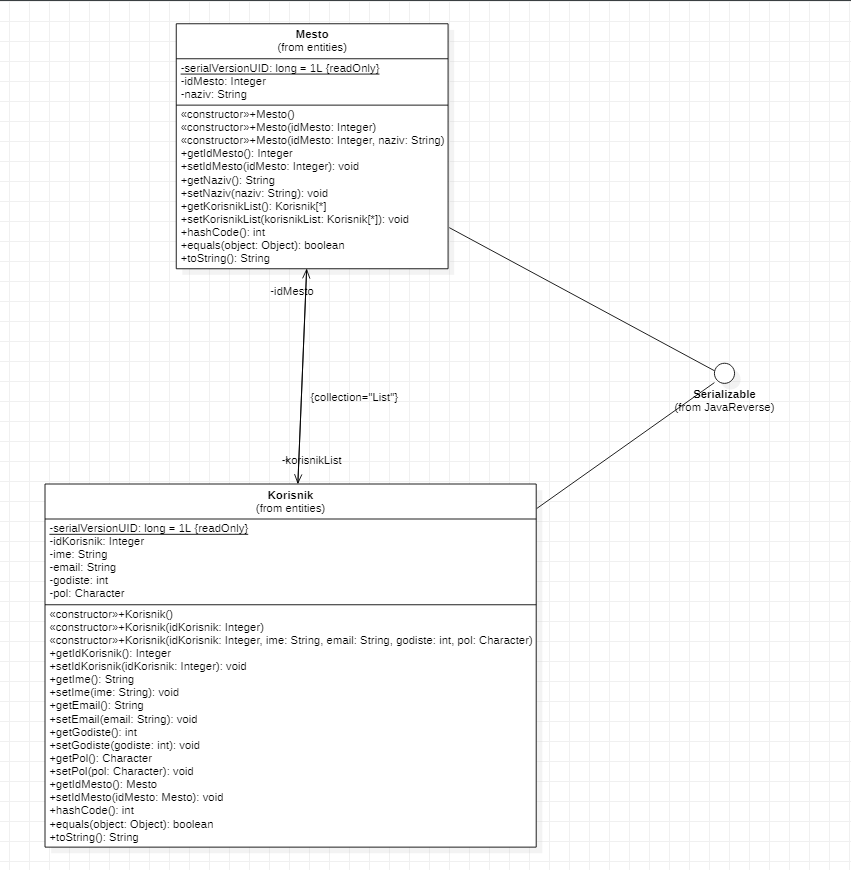 Mesto
(from entities)
-serialVersionUID: long = 1L {readOnly}
-idMesto: Integer
-naziv: String
«constructor»+Mesto()
«constructor»+Mesto(idMesto: Integer)
«constructor»+Mesto(idMesto: Integer, naziv: String)
+getIdMesto(): Integer
+setIdMesto(idMesto: Integer): void
+getNaziv(): String
+setNaziv(naziv: String): void
+getKorisnikList(): Korisnik[*]
+setKorisnikList(korisnikList: Korisnik[*]): void
+hashCode(): int
+equals(object: Object): boolean
+toString(): String
-idMesto
Serializable
(from JavaReverse)
{collection="List"}
-korisnikList
Korisnik
(from entities)
-serialVersionUID: long = 1L {readOnly}
-idKorisnik: Integer
-ime: String
-email: String
-godiste: int
-pol: Character
«constructor»+Korisnik()
«constructor»+Korisnik(idKorisnik: Integer)
«constructor»+Korisnik(idKorisnik: Integer, ime: String, email: String, godiste: int, pol: Character)
+getIdKorisnik(): Integer
+setIdKorisnik(idKorisnik: Integer): void
+getIme(): String
+setIme(ime: String): void
+getEmail(): String
+setEmail(email: String): void
+getGodiste(): int
+setGodiste(godiste: int): void
+getPol(): Character
+setPol(pol: Character): void
+getIdMesto(): Mesto
+setIdMesto(idMesto: Mesto): void
+hashCode(): int
+equals(object: Object): boolean
+toString(): String